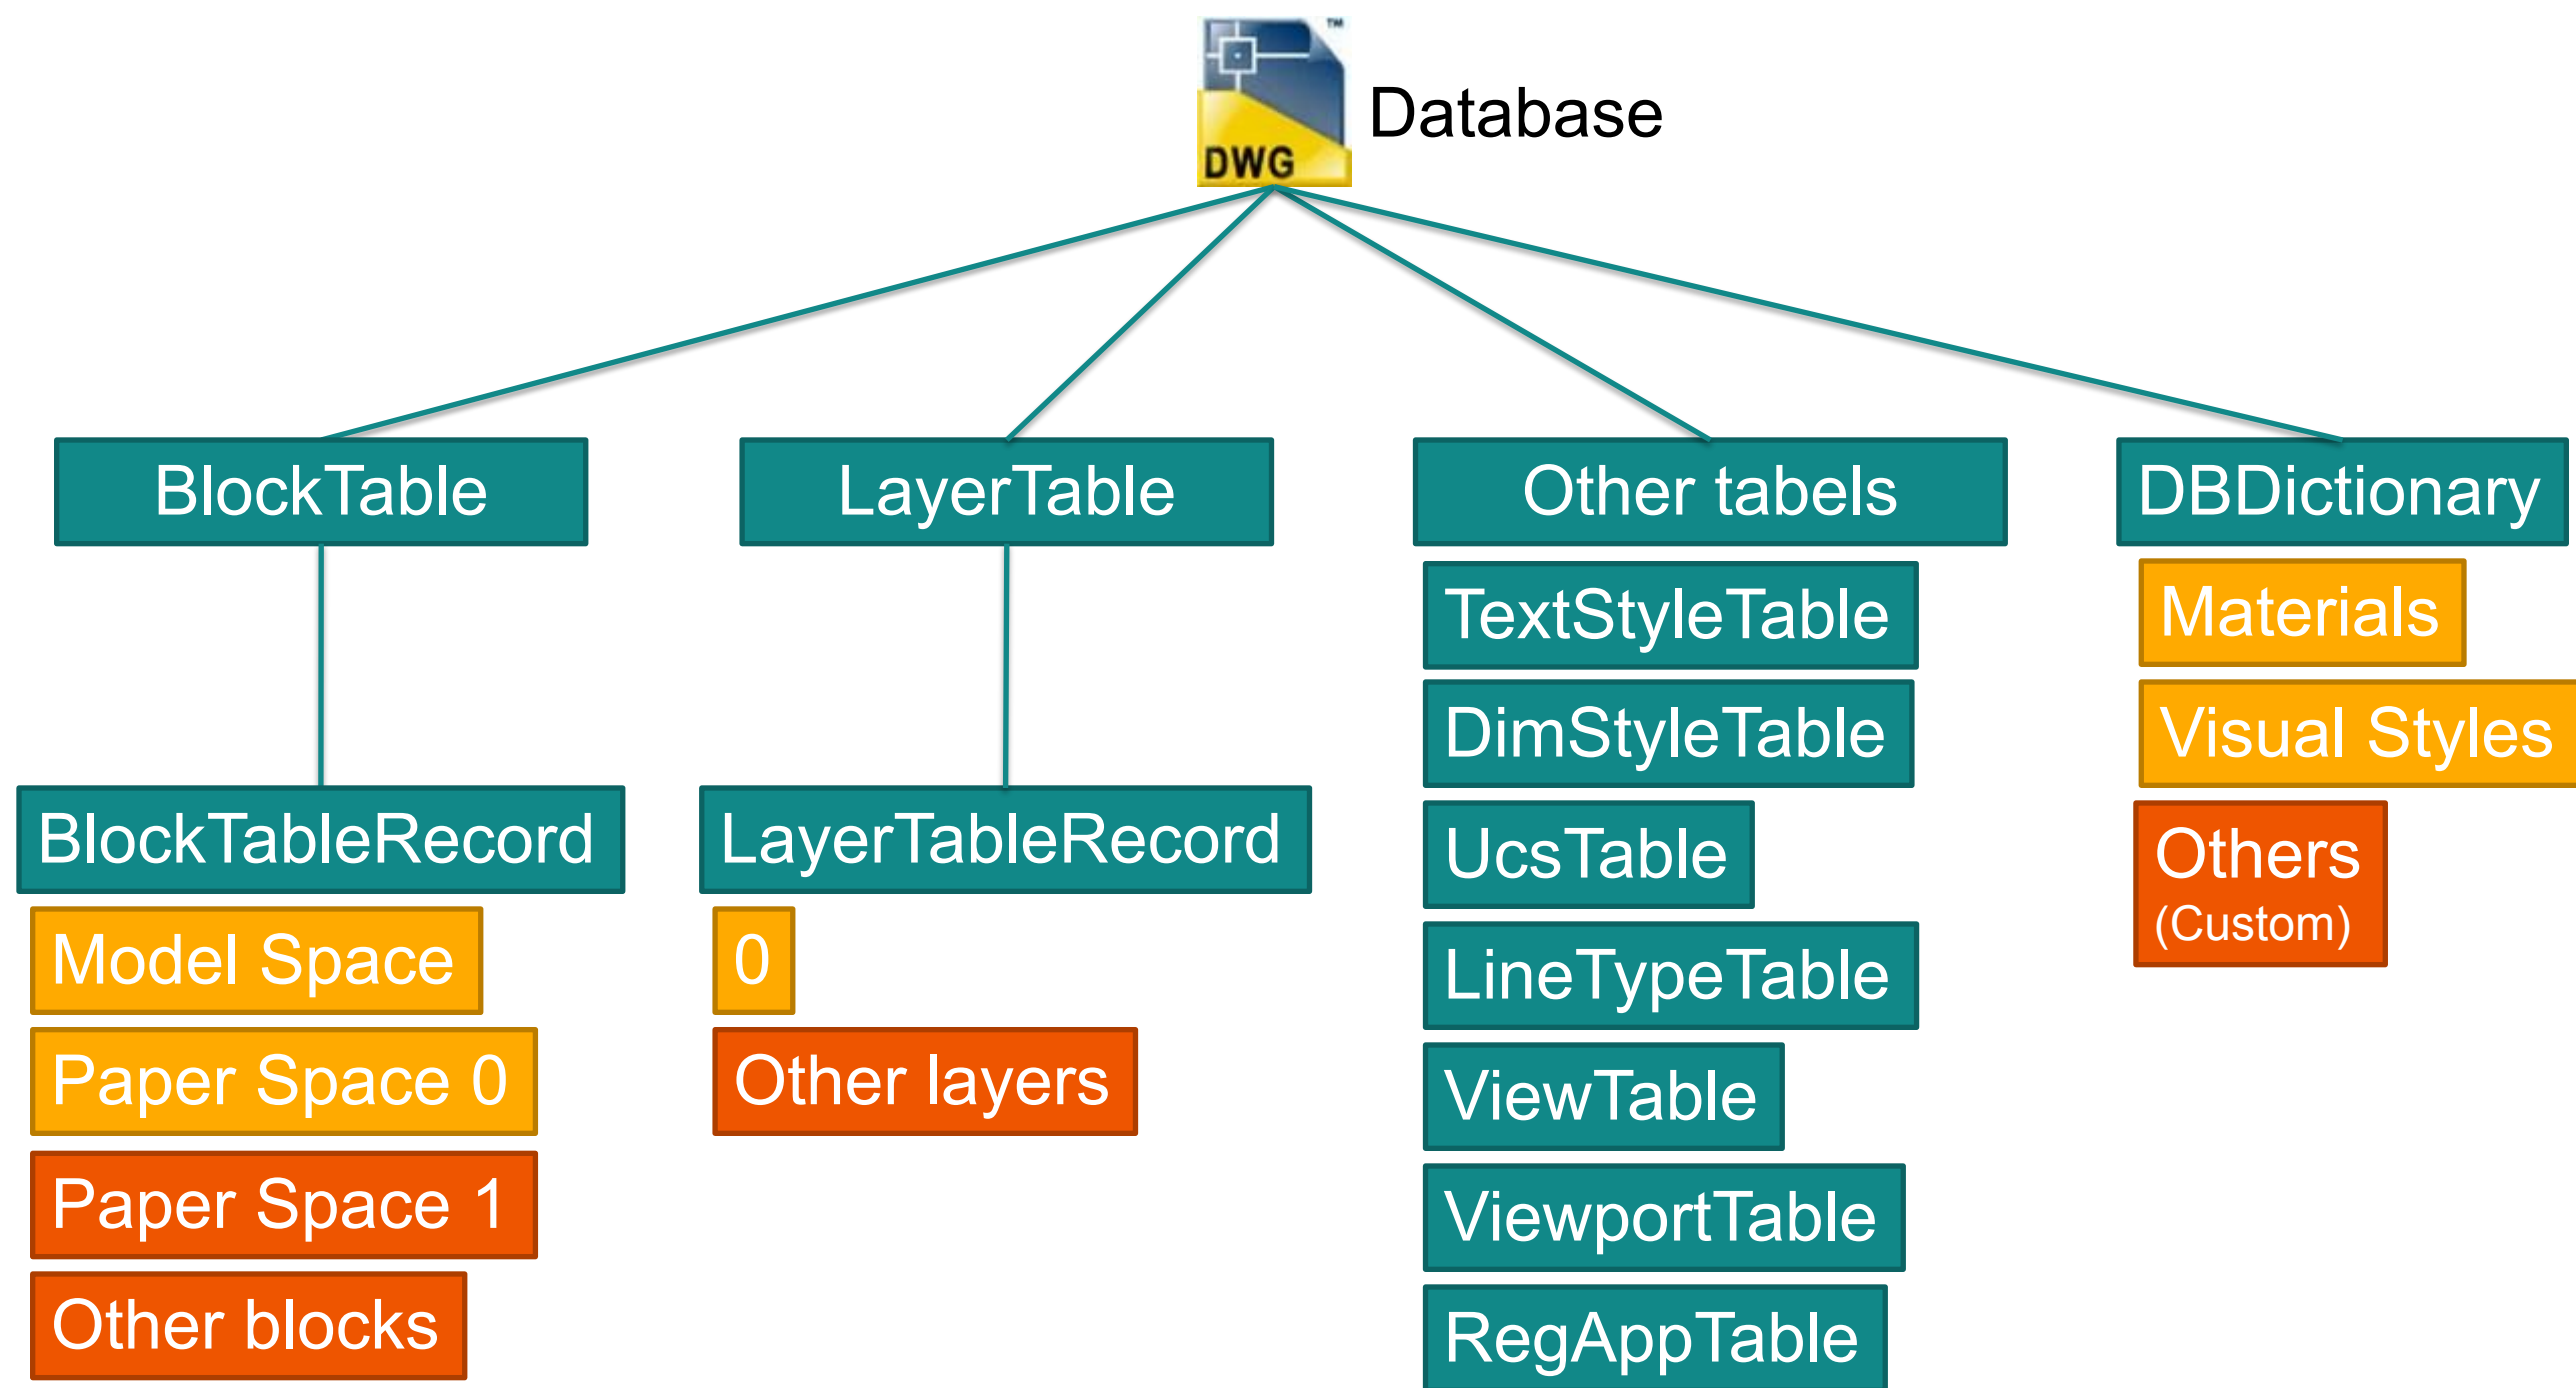 TM
DWG
Database
BlockTable
LayerTable
Other tabels
DBDictionary
TextStyleTable
Materials
DimStyleTable
Visual Styles
BlockTableRecord
LayerTableRecord
UcsTable
Others
(Custom)
Model Space
0
LineTypeTable
Paper Space 0
Other layers
ViewTable
Paper Space 1
ViewportTable
Other blocks
RegAppTable